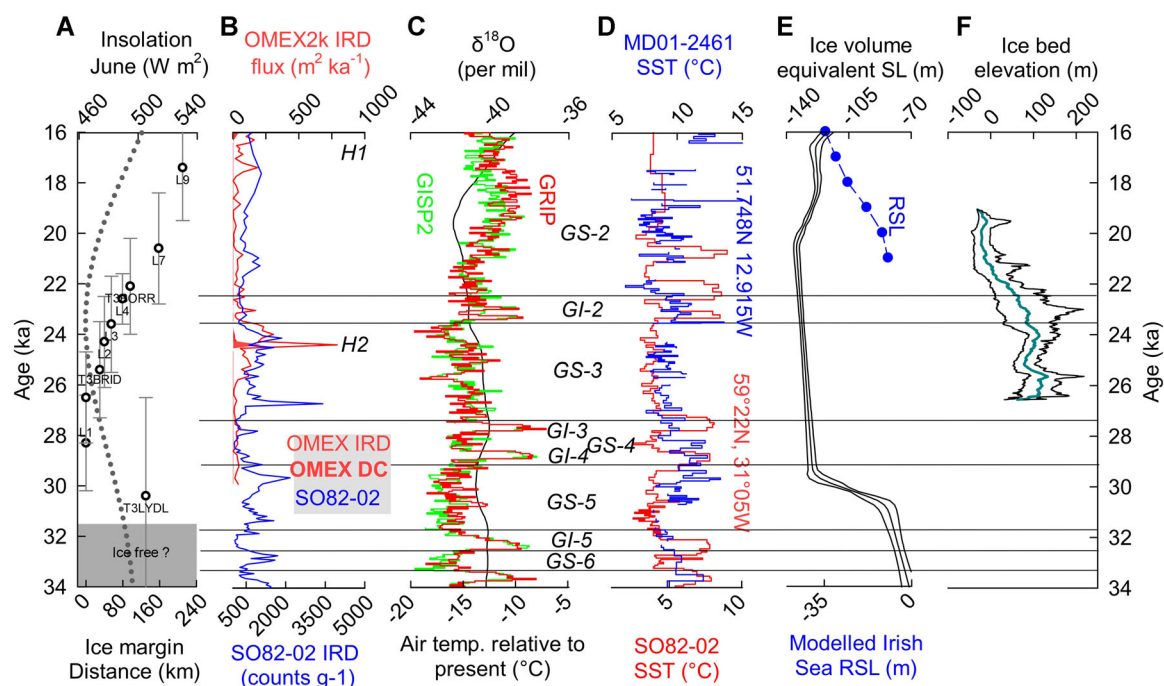 A
Insolation
June (W m²)
460
500
540
B
OMEX2k IRD
flux (m² ka⁻¹)
0
500
1000
C
δ¹⁸O
(per mil)
-44
-40
-36
D
MD01-2461
SST (°C)
5
10
15
E
Ice volume
equivalent SL (m)
-140
-105
-70
F
Ice bed
elevation (m)
-100
0
100
200
Age (ka)
16
18
20
22
24
26
28
30
32
34
L9
L7
T3BORR
L4
L3
L2
T3BRID
L1
T3LYDL
Ice free ?
0
80
160
240
Ice margin
Distance (km)
H1
H2
OMEX IRD
OMEX DC
SO82-02
500
2000
5000
SO82-02 IRD
(counts g-1)
GISP2
GRIP
-20
-15
-10
-5
Air temp. relative to
present (°C)
GS-2
GI-2
GS-3
GI-3
GS-4
GI-4
GS-5
GI-5
GS-6
51.748N 12.915W
59°22N, 31°05W
5
10
SO82-02
SST (°C)
RSL
-35
0
Modelled Irish
Sea RSL (m)
16
18
20
22
24
26
28
30
32
34
Age (ka)